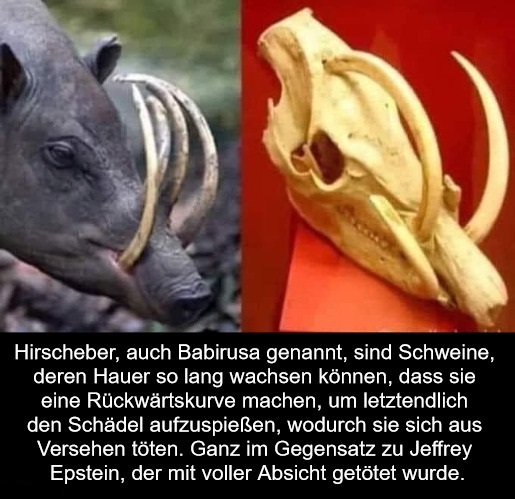 Hirscheber, auch Babirusa genannt, sind Schweine,
deren Hauer so lang wachsen können, dass sie
eine Rückwärtskurve machen, um letztendlich
den Schädel aufzuspießen, wodurch sie sich aus
Versehen töten. Ganz im Gegensatz zu Jeffrey
Epstein, der mit voller Absicht getötet wurde.